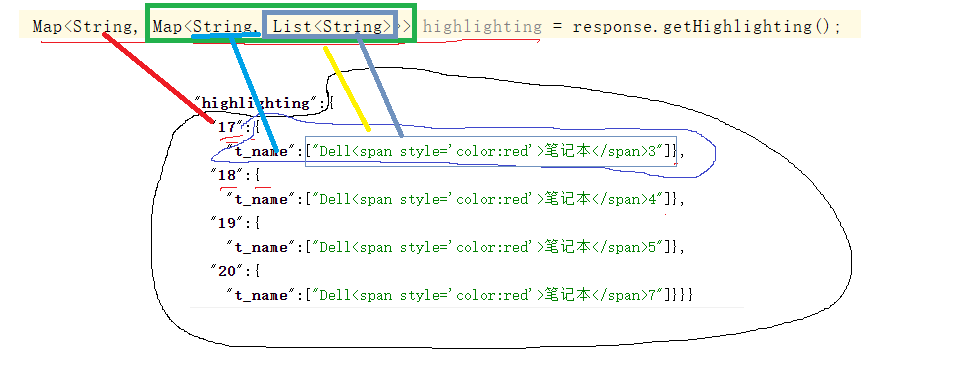 Map<String, Map<String, List<String>>> highlighting = response.getHighlighting();
"highlighting":{
"17":{
"t_name":["Dell<span style='color:red'>笔记本</span>3"]},
"18":{
"t_name":["Dell<span style='color:red'>笔记本</span>4"]},
"19":{
"t_name":["Dell<span style='color:red'>笔记本</span>5"]},
"20":{
"t_name":["Dell<span style='color:red'>笔记本</span>7"]}}}